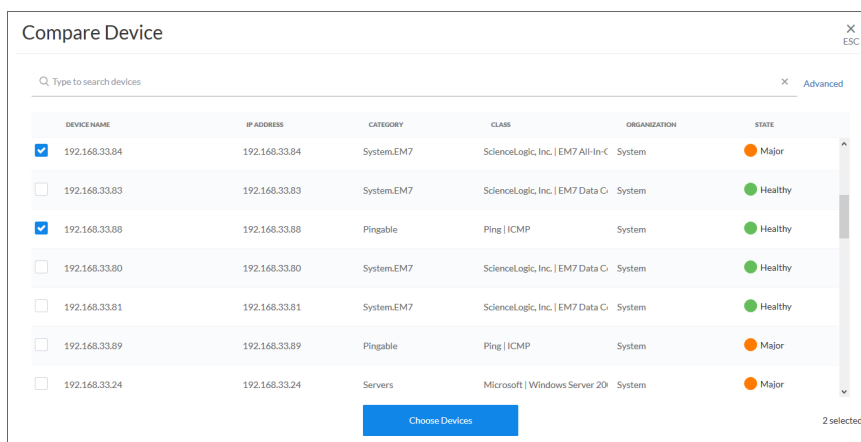 Compare Device
ESC
Type to search devices
Advanced
DEVICE NAME IP ADDRESS CATEGORY CLASS ORGANIZATION STATE
192.168.33.84 192.168.33.84 System.EM7 ScienceLogic, Inc. | EM7 All-In- System Major
192.168.33.83 192.168.33.83 System.EM7 ScienceLogic, Inc. | EM7 Data System Healthy
192.168.33.88 192.168.33.88 Pingable Ping | ICMP System Healthy
192.168.33.80 192.168.33.80 System.EM7 ScienceLogic, Inc. | EM7 Data System Healthy
192.168.33.81 192.168.33.81 System.EM7 ScienceLogic, Inc. | EM7 Data System Healthy
192.168.33.89 192.168.33.89 Pingable Ping | ICMP System Major
192.168.33.24 192.168.33.24 Servers Microsoft | Windows Server System Major
Choose Devices
2 selected